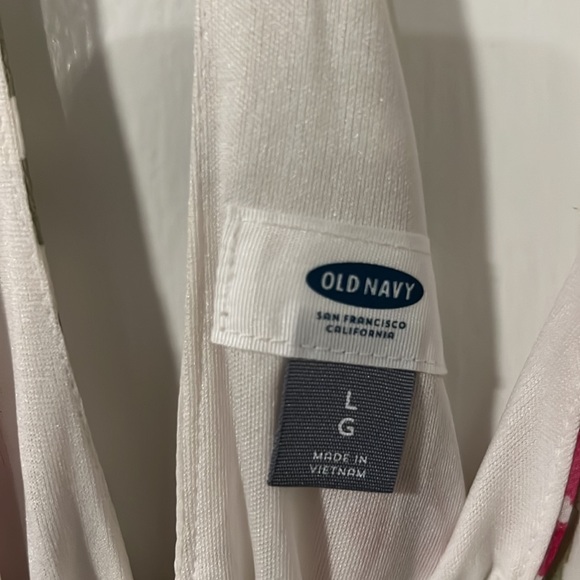 OLD NAVY
SAN FRANCISCO
CALIFORNIA
L
G
MADE IN
VIETNAM